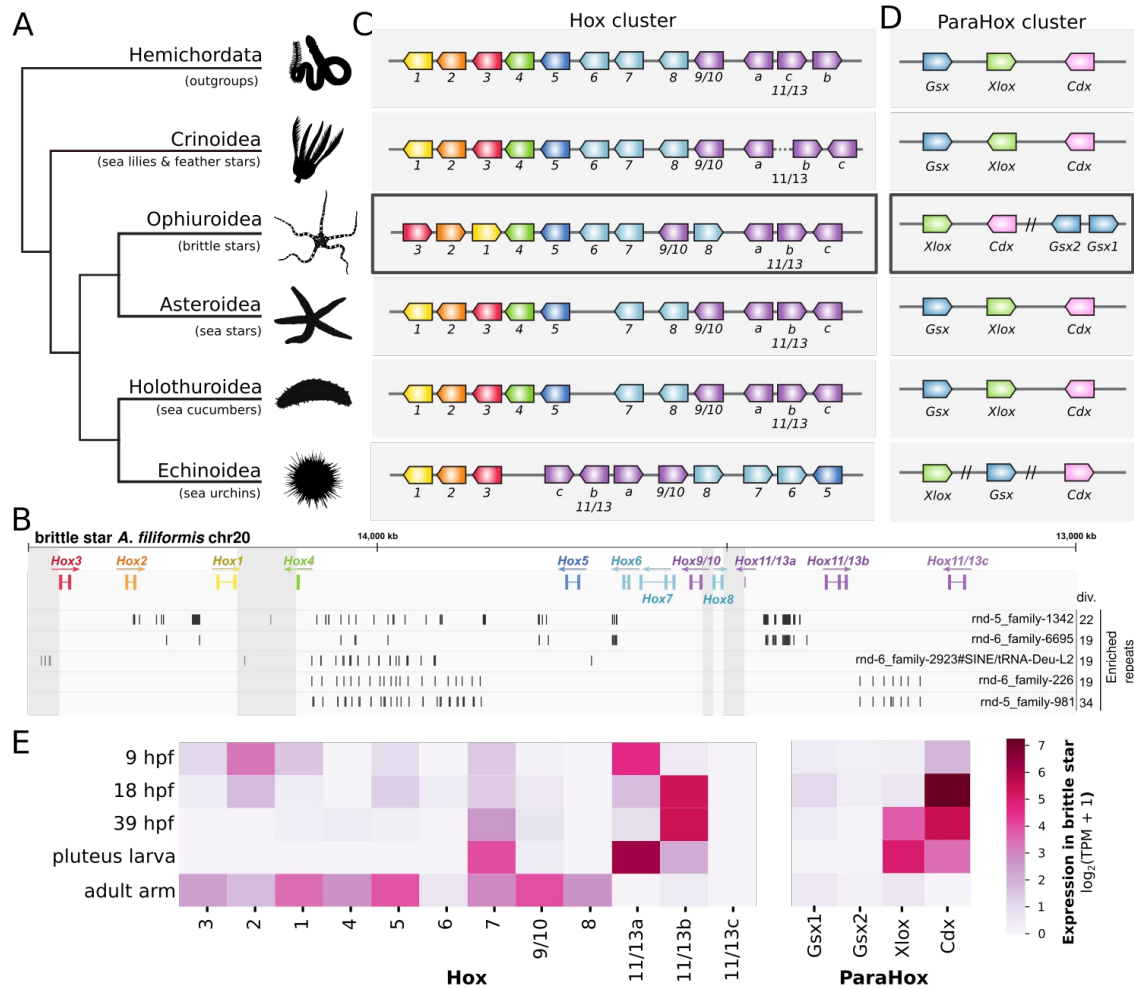 A
Hemichordata
(outgroups)
Crinoidea
(sea lilies & feather stars)
Ophiuroidea
(brittle stars)
Asteroidea
(sea stars)
Holothuroidea
(sea cucumbers)
Echinoidea
(sea urchins)
C
Hox cluster
1 2 3 4 5 6 7 8 9/10 a c b
11/13
1 2 3 4 5 6 7 8 9/10 a b c
11/13
3 2 1 4 5 6 7 9/10 8 a b c
11/13
1 2 3 4 5 7 8 9/10 a b c
11/13
1 2 3 4 5 7 8 9/10 a b c
11/13
1 2 3 c b a 9/10 8 7 6 5
11/13
D
ParaHox cluster
Gsx Xlox Cdx
Gsx Xlox Cdx
//
Xlox Cdx Gsx2 Gsx1
Gsx Xlox Cdx
Gsx Xlox Cdx
// //
Xlox Gsx Cdx
B
brittle star A. filiformis chr20
14,000 kb
13,000 kb
Hox3 Hox2 Hox1 Hox4 Hox5 Hox6 Hox9/10 Hox11/13a Hox11/13b Hox11/13c
Hox7 Hox8
div.
rnd-5_family-1342 22
rnd-6_family-6695 19
rnd-6_family-2923#SINE/tRNA-Deu-L2 19
rnd-6_family-226 19
rnd-5_family-981 34
Enriched
repeats
E
9 hpf
18 hpf
39 hpf
pluteus larva
adult arm
3 2 1 4 5 6 7 9/10 8 11/13a 11/13b 11/13c
Hox
Gsx1 Gsx2 Xlox Cdx
ParaHox
7
6
5
4
3
2
1
0
Expression in brittle star
log2(TPM + 1)